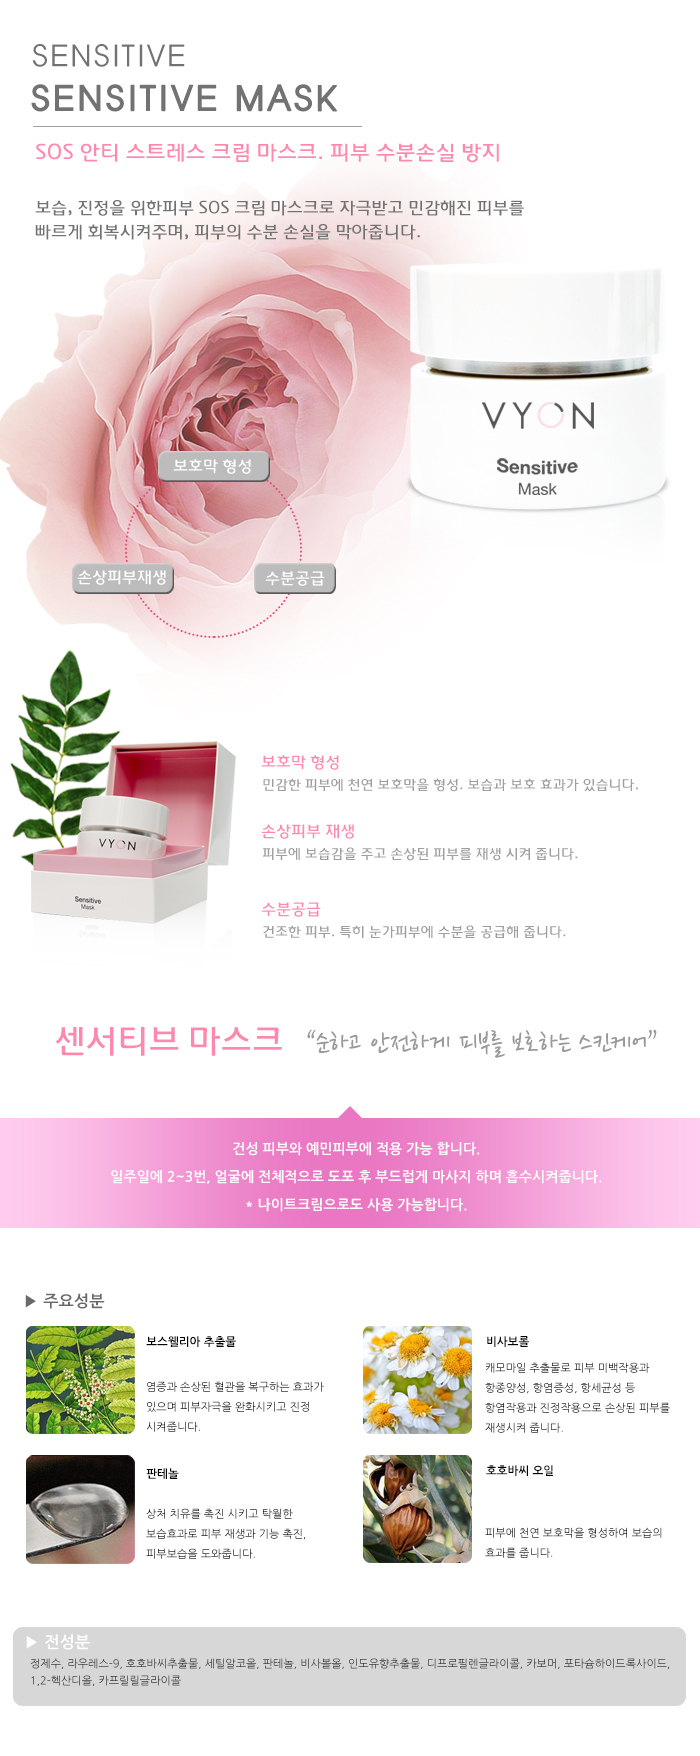 SENSITIVE
SENSITIVE MASK
SOS 안티 스트레스 크림 마스크. 피부 수분손실 방지
보습, 진정을 위한피부 SOS 크림 마스크로 자극받고 민감해진 피부를
빠르게 회복시켜주며, 피부의 수분 손실을 막아줍니다.
VYON
Sensitive
Mask
보호막 형성
손상피부재생
수분공급
보호막 형성
민감한 피부에 천연 보호막을 형성. 보습과 보호 효과가 있습니다.
손상피부 재생
피부에 보습감을 주고 손상된 피부를 재생 시켜 줍니다.
수분공급
건조한 피부. 특히 눈가피부에 수분을 공급해 줍니다.
VYON
Sensitive
Mask
센서티브 마스크 “순하고 안전하게 피부를 보호하는 스킨케어”
건성 피부와 예민피부에 적용 가능 합니다.
일주일에 2~3번, 얼굴에 전체적으로 도포 후 부드럽게 마사지 하며 흡수시켜줍니다.
* 나이트크림으로도 사용 가능합니다.
▶ 주요성분
보스웰리아 추출물
염증과 손상된 혈관을 복구하는 효과가
있으며 피부자극을 완화시키고 진정
시켜줍니다.
비사보롤
캐모마일 추출물로 피부 미백작용과
항종양성, 항염증성, 항세균성 등
항염작용과 진정작용으로 손상된 피부를
재생시켜 줍니다.
판테놀
상처 치유를 촉진 시키고 탁월한
보습효과로 피부 재생과 기능 촉진,
피부보습을 도와줍니다.
호호바씨 오일
피부에 천연 보호막을 형성하여 보습의
효과를 줍니다.
▶ 전성분
정제수, 라우레스-9, 호호바씨추출물, 세틸알코올, 판테놀, 비사볼올, 인도유향추출물, 디프로필렌글라이콜, 카보머, 포타슘하이드록사이드,
1,2-헥산디올, 카프릴릴글라이콜